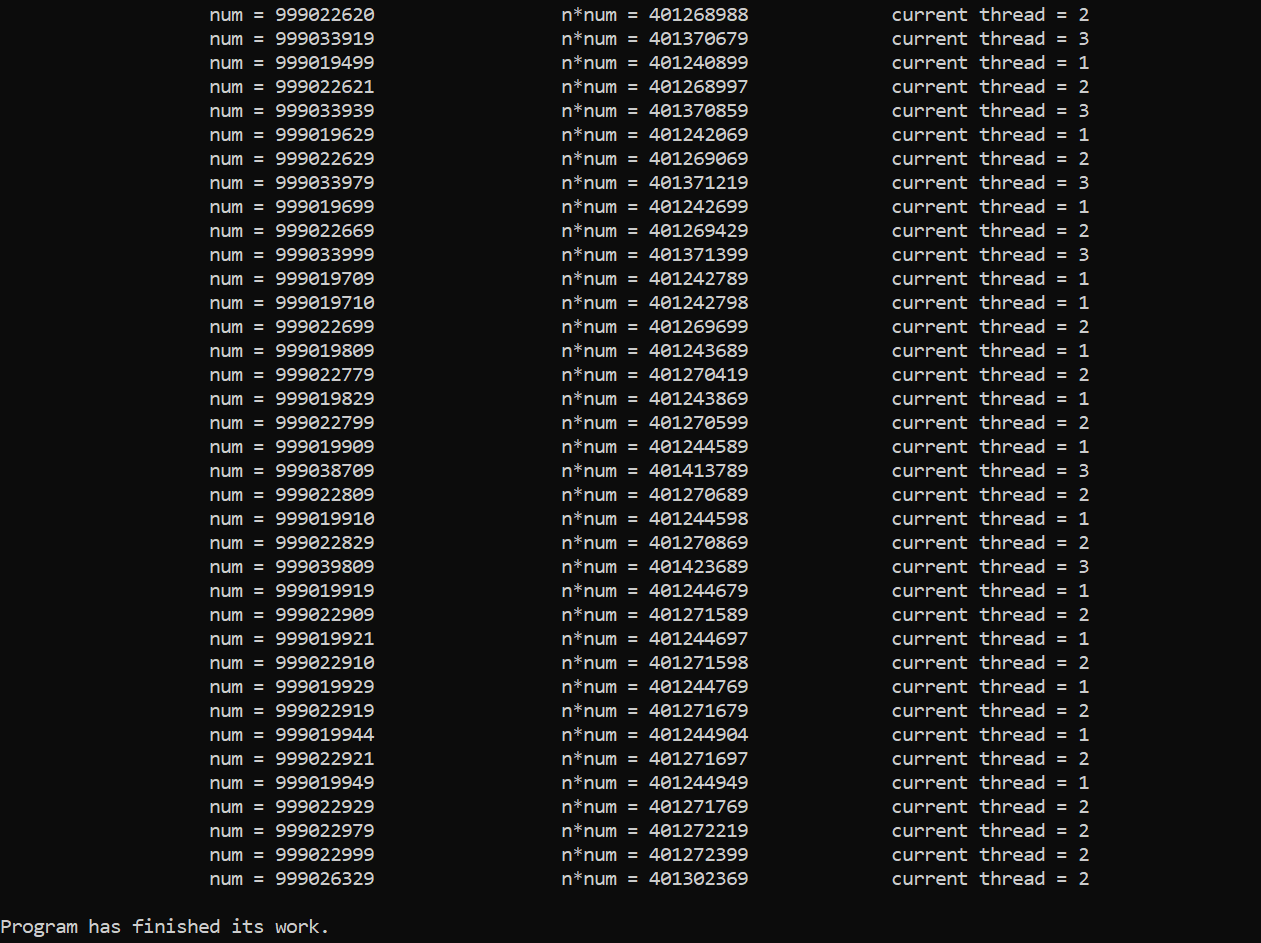 num = 999022620 n*num = 401268988 current thread = 2
num = 999033919 n*num = 401370679 current thread = 3
num = 999019499 n*num = 401240899 current thread = 1
num = 999022621 n*num = 401268997 current thread = 2
num = 999033939 n*num = 401370859 current thread = 3
num = 999019629 n*num = 401242069 current thread = 1
num = 999022629 n*num = 401269069 current thread = 2
num = 999033979 n*num = 401371219 current thread = 3
num = 999019699 n*num = 401242699 current thread = 1
num = 999022669 n*num = 401269429 current thread = 2
num = 999033999 n*num = 401371399 current thread = 3
num = 999019709 n*num = 401242789 current thread = 1
num = 999019710 n*num = 401242798 current thread = 1
num = 999022699 n*num = 401269699 current thread = 2
num = 999019809 n*num = 401243689 current thread = 1
num = 999022779 n*num = 401270419 current thread = 2
num = 999019829 n*num = 401243869 current thread = 1
num = 999022799 n*num = 401270599 current thread = 2
num = 999019909 n*num = 401244589 current thread = 1
num = 999038709 n*num = 401413789 current thread = 3
num = 999022809 n*num = 401270689 current thread = 2
num = 999019910 n*num = 401244598 current thread = 1
num = 999022829 n*num = 401270869 current thread = 2
num = 999039809 n*num = 401423689 current thread = 3
num = 999019919 n*num = 401244679 current thread = 1
num = 999022909 n*num = 401271589 current thread = 2
num = 999019921 n*num = 401244697 current thread = 1
num = 999022910 n*num = 401271598 current thread = 2
num = 999019929 n*num = 401244769 current thread = 1
num = 999022919 n*num = 401271679 current thread = 2
num = 999019944 n*num = 401244904 current thread = 1
num = 999022921 n*num = 401271697 current thread = 2
num = 999019949 n*num = 401244949 current thread = 1
num = 999022929 n*num = 401271769 current thread = 2
num = 999022979 n*num = 401272219 current thread = 2
num = 999022999 n*num = 401272399 current thread = 2
num = 999026329 n*num = 401302369 current thread = 2
Program has finished its work.